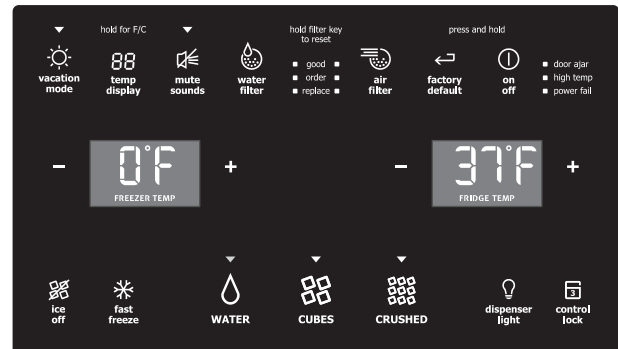 hold for F/C
hold filter key
to reset
press and hold
vacation
mode
88
temp
display
mute
sounds
water
filter
good
order
replace
air
filter
factory
default
on
off
door ajar
high temp
power fail
– 0°F +
FREEZER TEMP
– 37°F +
FRIDGE TEMP
ice
off
fast
freeze
WATER
CUBES
CRUSHED
dispenser
light
3
control
lock